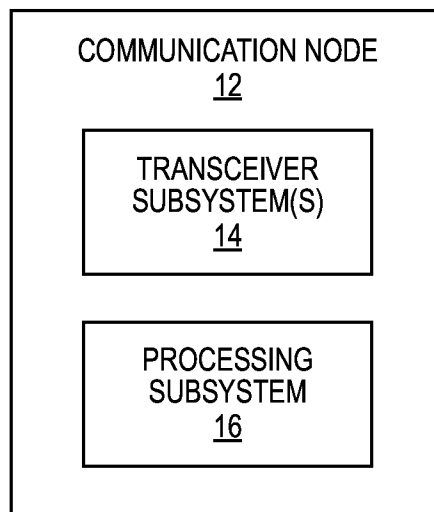 COMMUNICATION NODE
12
TRANSCEIVER
SUBSYSTEM(S)
14
PROCESSING
SUBSYSTEM
16